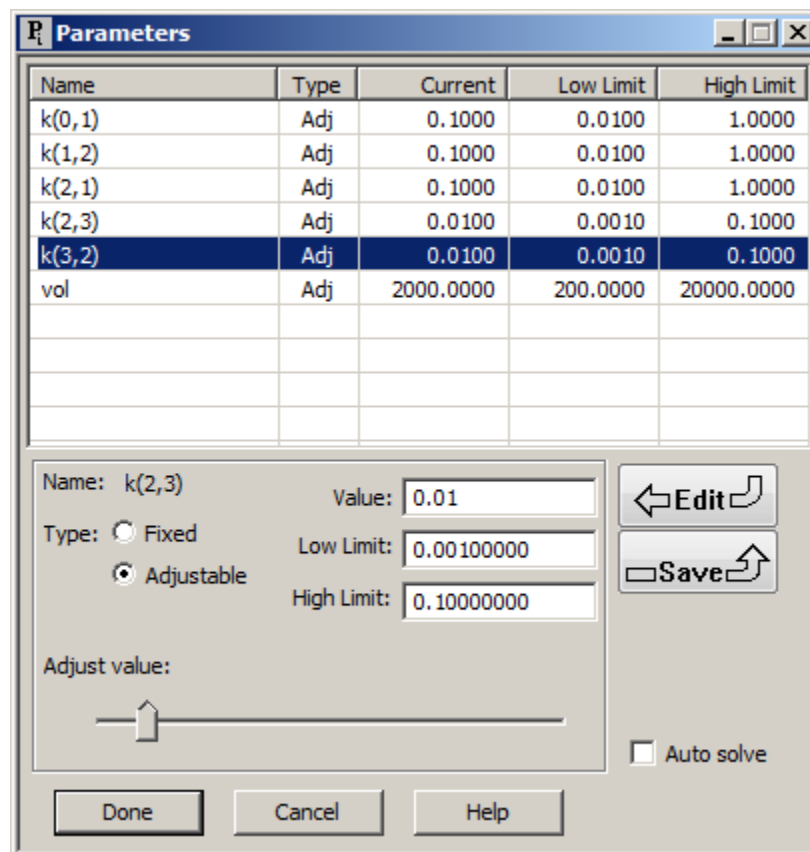 Pi Parameters
Name Type Current Low Limit High Limit
k(0,1) Adj 0.1000 0.0100 1.0000
k(1,2) Adj 0.1000 0.0100 1.0000
k(2,1) Adj 0.1000 0.0100 1.0000
k(2,3) Adj 0.0100 0.0010 0.1000
k(3,2) Adj 0.0100 0.0010 0.1000
vol Adj 2000.0000 200.0000 20000.0000
Name: k(2,3)
Value: 0.01
Type: Fixed
Adjustable
Low Limit: 0.00100000
High Limit: 0.10000000
Edit
Save
Adjust value:
Auto solve
Done Cancel Help